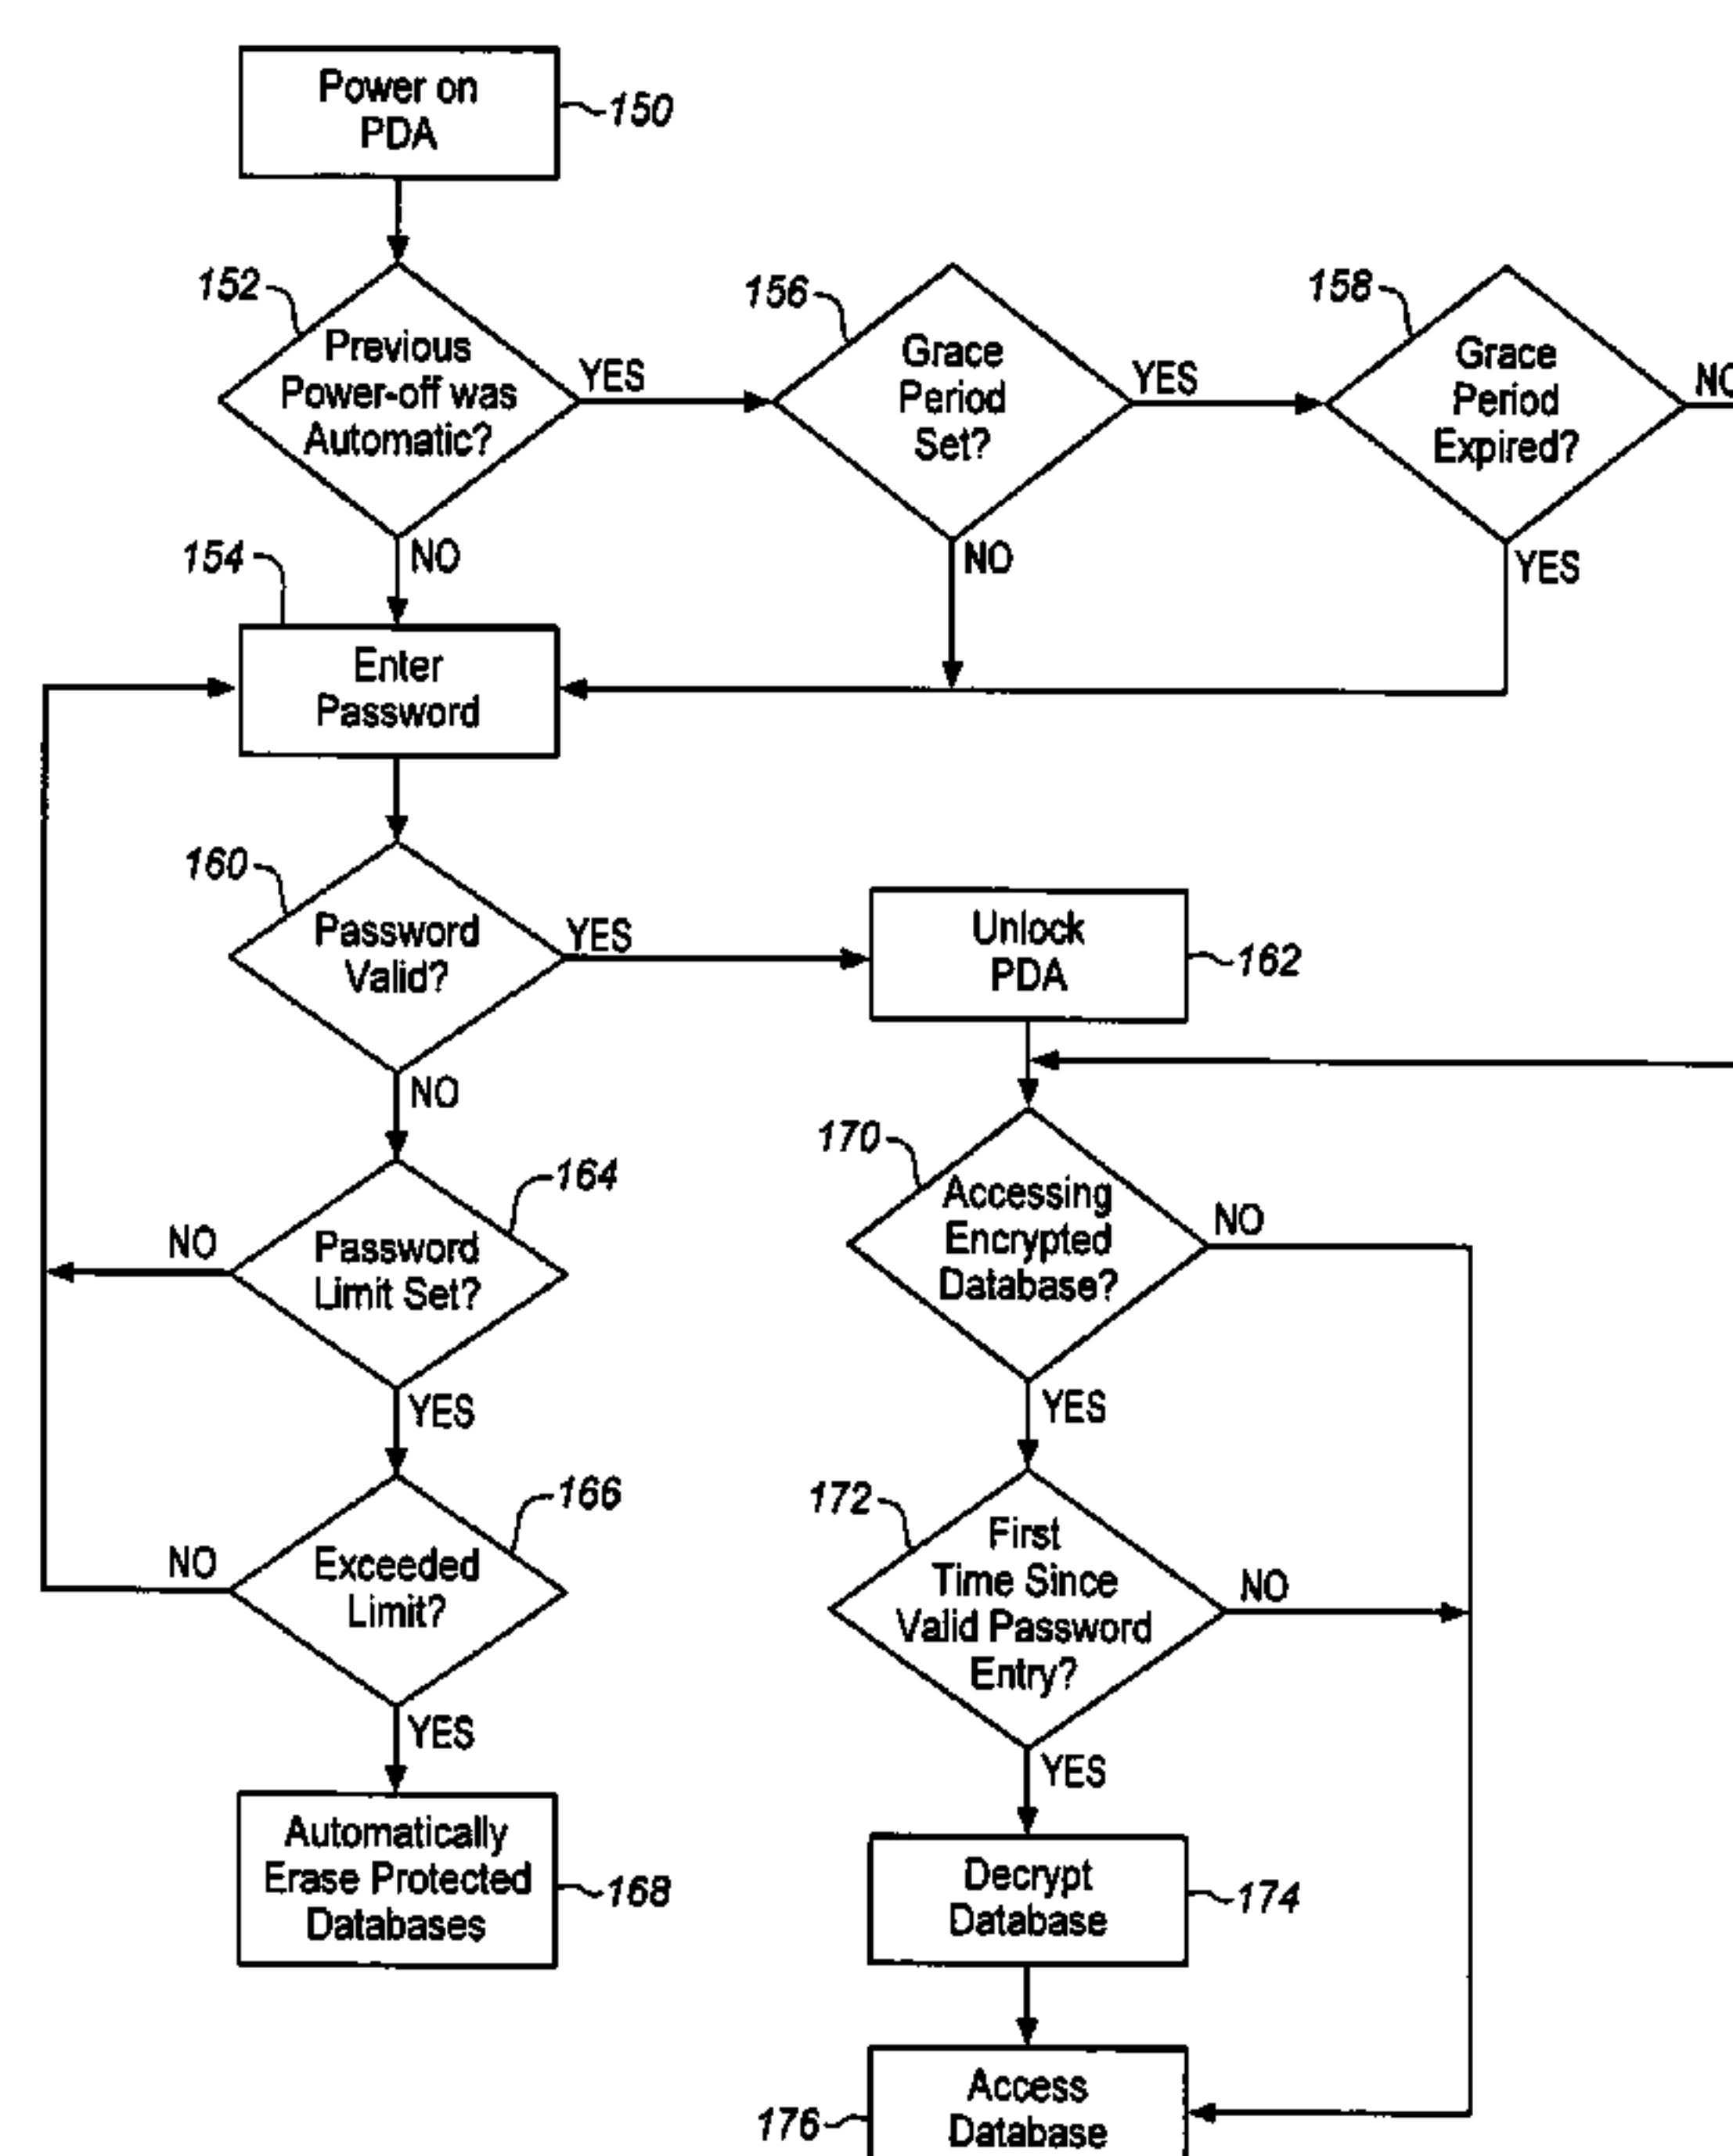 Power on
PDA
150
152
Previous
Power-off was
Automatic?
YES
NO
156
Grace
Period
Set?
YES
NO
158
Grace
Period
Expired?
NO
YES
154
Enter
Password
160
Password
Valid?
YES
NO
Unlock
PDA
162
164
Password
Limit Set?
NO
YES
170
Accessing
Encrypted
Database?
NO
YES
166
Exceeded
Limit?
NO
YES
172
First
Time Since
Valid Password
Entry?
NO
YES
Automatically
Erase Protected
Databases
168
Decrypt
Database
174
Access
Database
176